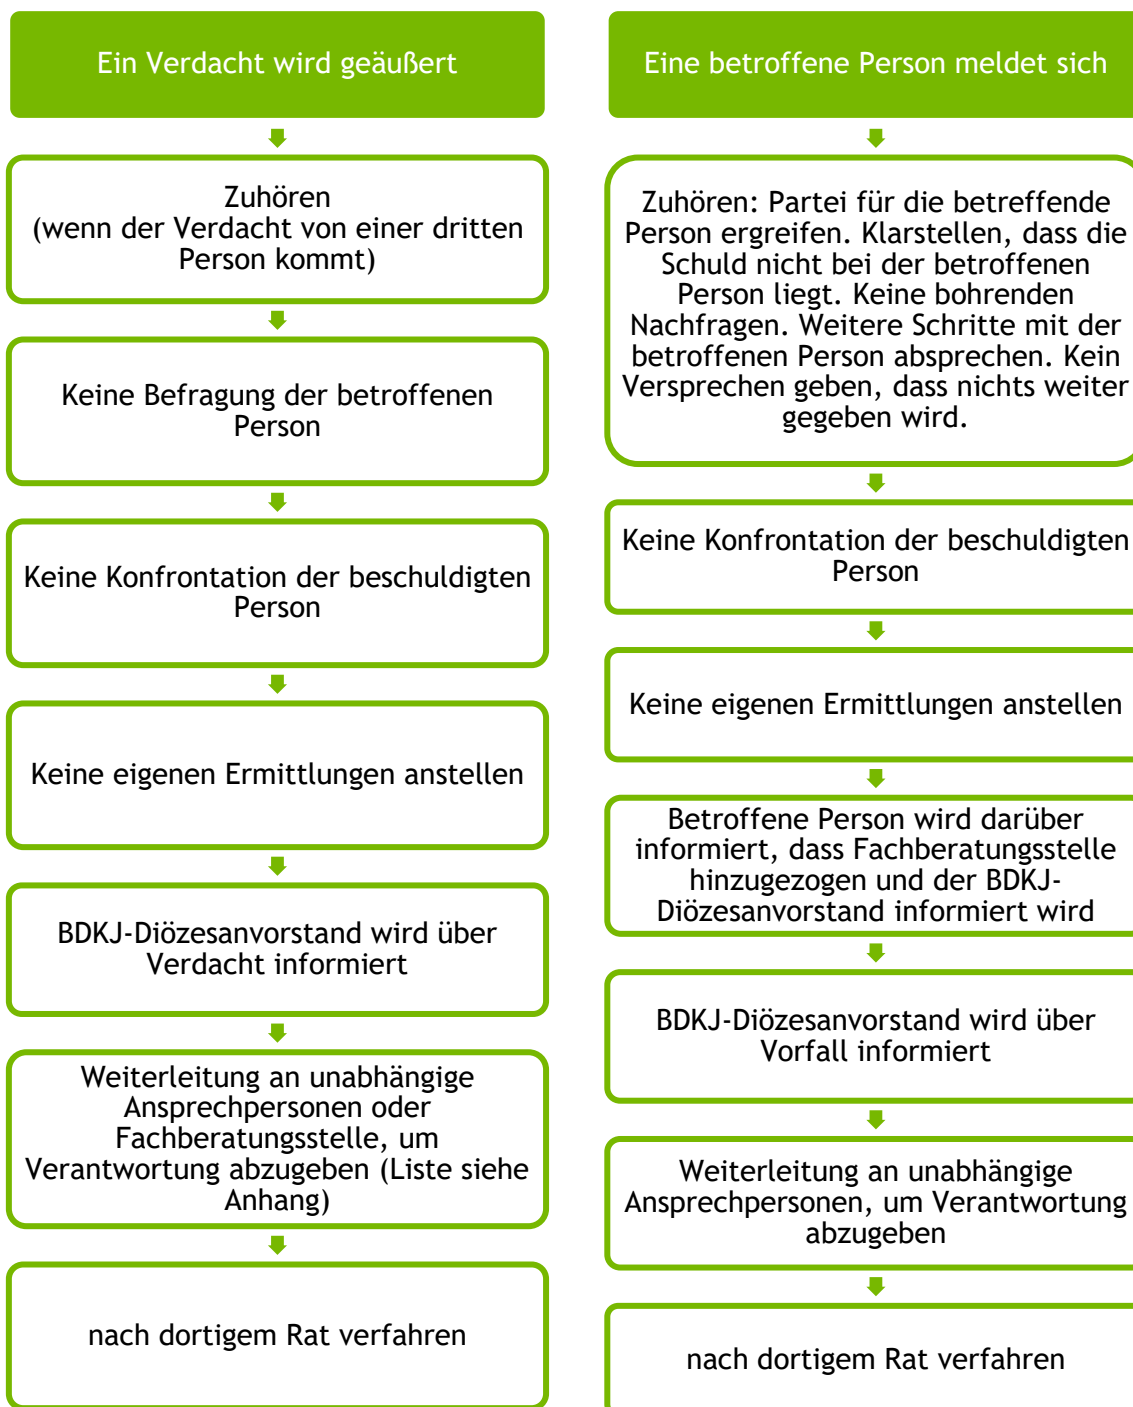 Ein Verdacht wird geäußert
Zuhören
(wenn der Verdacht von einer dritten
Person kommt)
Keine Befragung der betroffenen
Person
Keine Konfrontation der beschuldigten
Person
Keine eigenen Ermittlungen anstellen
BDKJ-Diözesanvorstand wird über
Verdacht informiert
Weiterleitung an unabhängige
Ansprechpersonen oder
Fachberatungsstelle, um
Verantwortung abzugeben (Liste siehe
Anhang)
nach dortigem Rat verfahren
Eine betroffene Person meldet sich
Zuhören: Partei für die betreffende
Person ergreifen. Klarstellen, dass die
Schuld nicht bei der betroffenen
Person liegt. Keine bohrenden
Nachfragen. Weitere Schritte mit der
betroffenen Person absprechen. Kein
Versprechen geben, dass nichts weiter
gegeben wird.
Keine Konfrontation der beschuldigten
Person
Keine eigenen Ermittlungen anstellen
Betroffene Person wird darüber
informiert, dass Fachberatungsstelle
hinzugezogen und der BDKJ-
Diözesanvorstand informiert wird
BDKJ-Diözesanvorstand wird über
Vorfall informiert
Weiterleitung an unabhängige
Ansprechpersonen, um Verantwortung
abzugeben
nach dortigem Rat verfahren